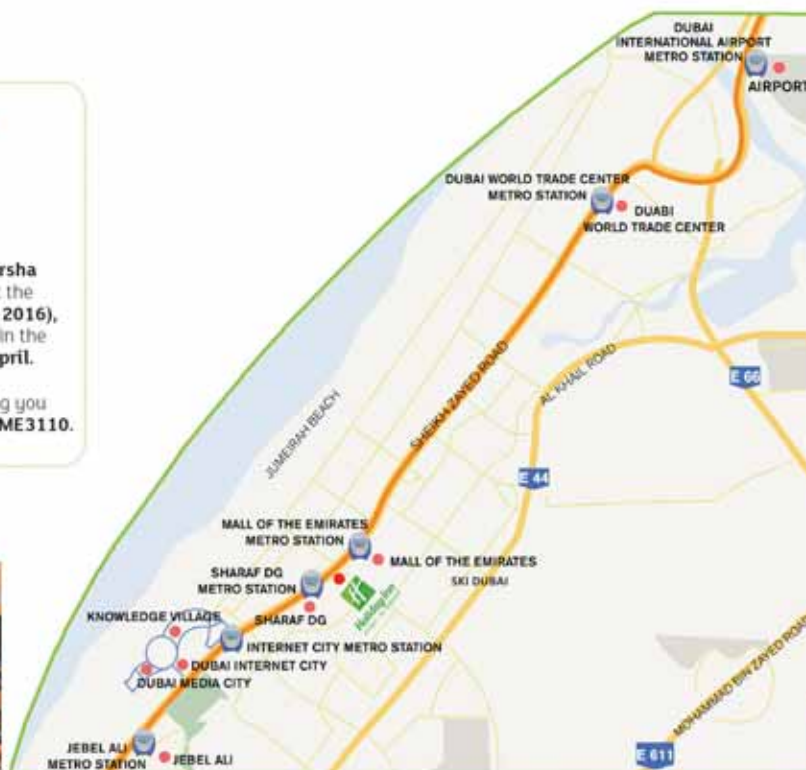 rsha
the
2016),
in the
pril.
g you
ME3110.
DUBAI
INTERNATIONAL AIRPORT
METRO STATION
AIRPORT
DUBAI WORLD TRADE CENTER
METRO STATION
DUABI
WORLD TRADE CENTER
SHEIKH ZAYED ROAD
AL KHAIL ROAD
E 66
JUMEIRAH BEACH
E 44
MALL OF THE EMIRATES
METRO STATION
MALL OF THE EMIRATES
SKI DUBAI
SHARAF DG
METRO STATION
Holiday Inn
SHARAF DG
KNOWLEDGE VILLAGE
INTERNET CITY METRO STATION
DUBAI INTERNET CITY
DUBAI MEDIA CITY
MOHAMMAD BIN ZAYED ROAD
E 611
JEBEL ALI
METRO STATION
JEBEL ALI